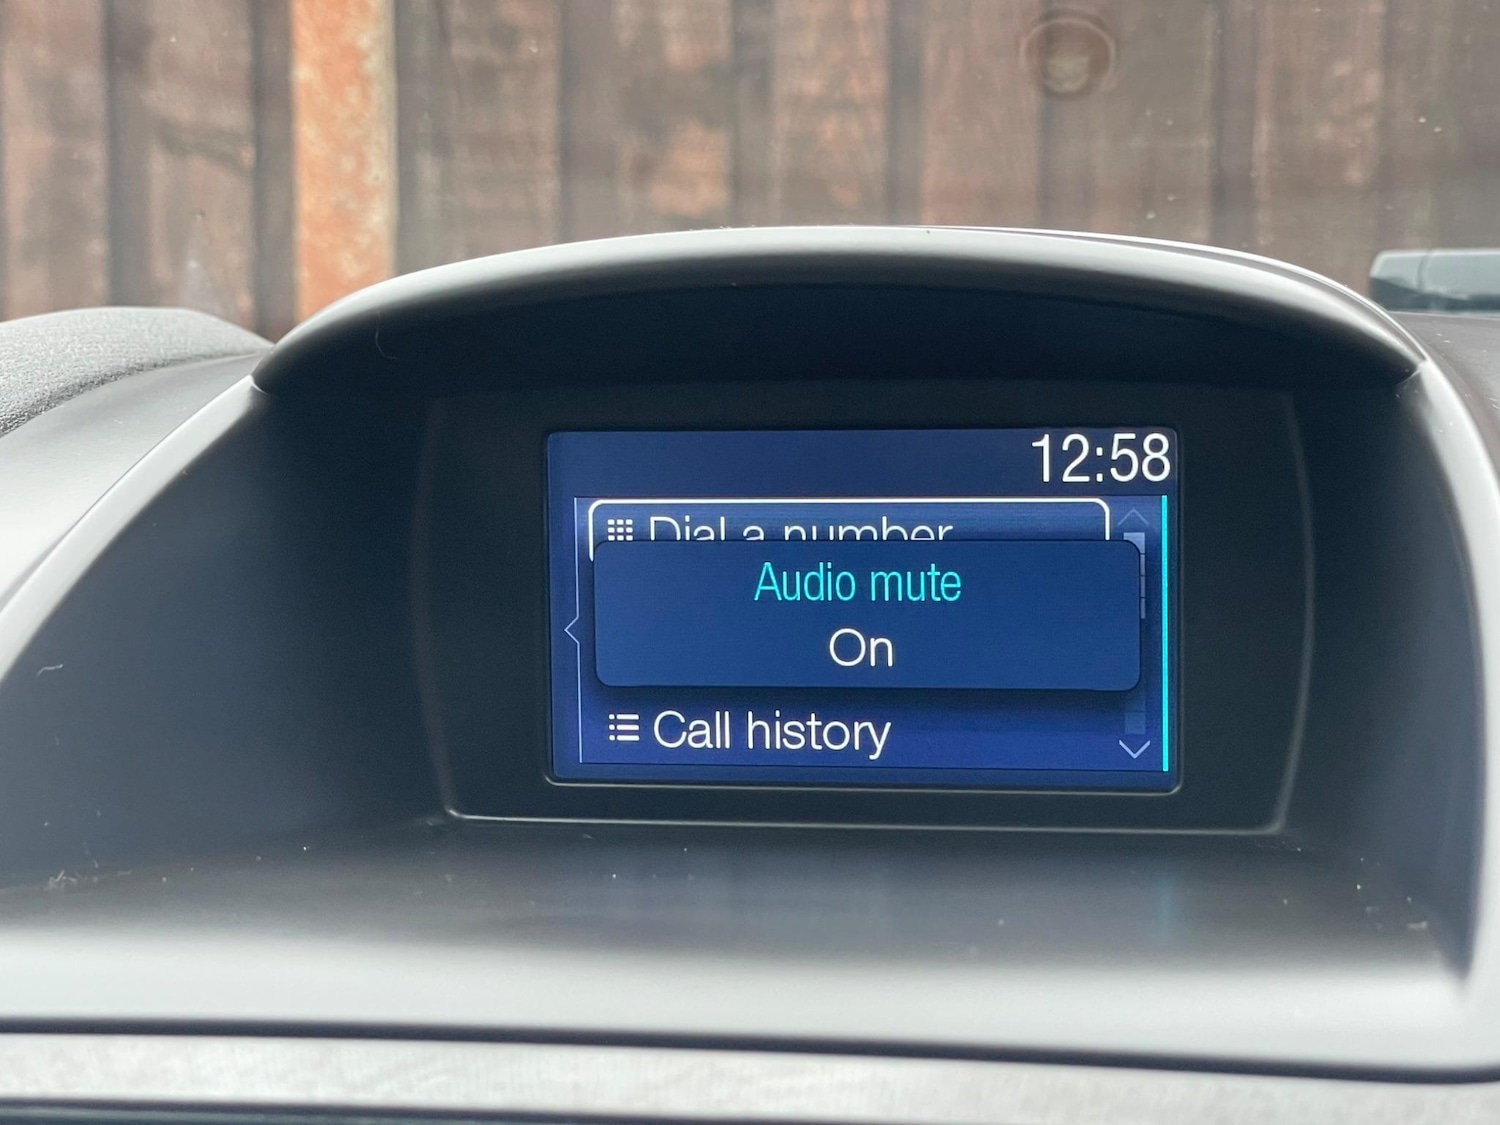 12:58
Dial a number
Audio mute
On
Call history